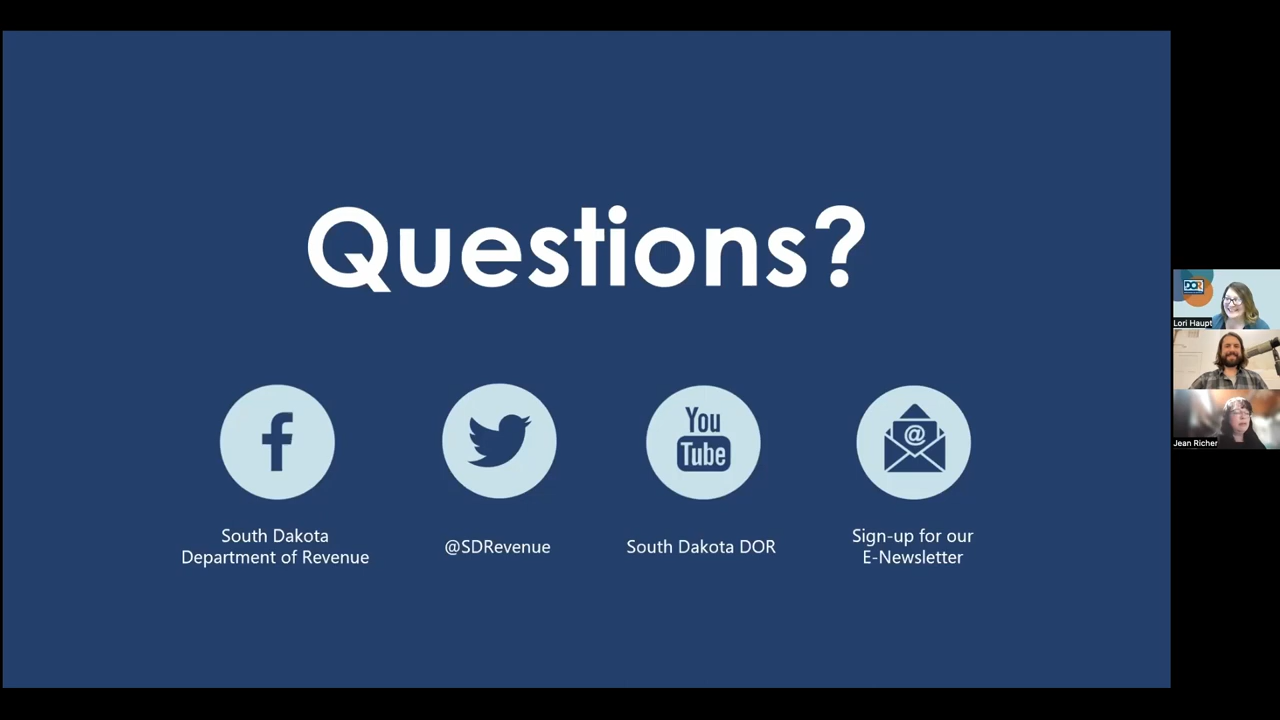 Questions?
You
Tube
@
South Dakota
Department of Revenue
@SDRevenue
South Dakota DOR
Sign-up for our
E-Newsletter
DOR
Lori Haupt
Jean Richer